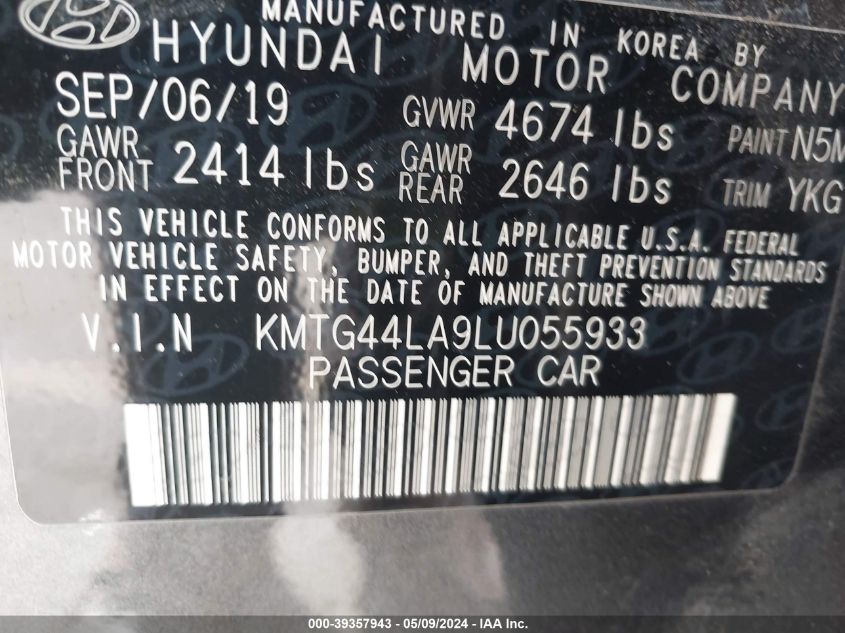 MANUFACTURED IN KOREA BY
HYUNDAI MOTOR COMPANY
SEP/06/19 GVWR 4674 lbs PAINT N5M
GAWR FRONT 2414 lbs GAWR REAR 2646 lbs TRIM YKG
THIS VEHICLE CONFORMS TO ALL APPLICABLE U.S.A. FEDERAL
MOTOR VEHICLE SAFETY, BUMPER, AND THEFT PREVENTION STANDARDS
IN EFFECT ON THE DATE OF MANUFACTURE SHOWN ABOVE
V.I.N KMTG44LA9LU055933
PASSENGER CAR
000-39357943 - 05/09/2024 - IAA Inc.